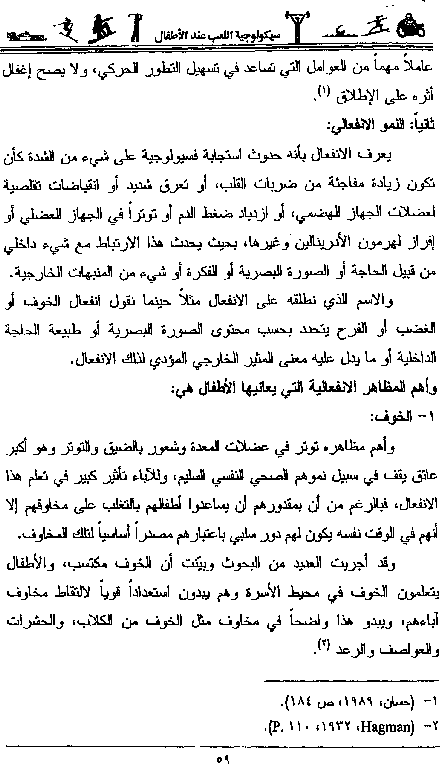 سيكولوجية اللعب عند الأطفال
عاملاً مهماً من العوامل التي تساعد في تسهيل التطور الحركي، ولا يصح إغفال
أثره على الإطلاق (١).
ثانياً: النمو الانفعالي:
يعرف الانفعال بأنه حدوث استجابة فسيولوجية على شيء من الشدة كأن
تكون زيادة مفاجئة من ضربات القلب، أو تعرق شديد أو انقباضات تقلصية
لعضلات الجهاز الهضمي، أو ازدياد ضغط الدم أو توتراً في الجهاز العضلي أو
إفراز لهرمون الأدرينالين وغيرها، بحيث يحدث هذا الارتباط مع شيء داخلي
من قبيل الحاجة أو الصورة البصرية أو الفكرة أو شيء من المنبهات الخارجية.
والاسم الذي نطلقه على الانفعال مثلاً حينما نقول انفعال الخوف أو
الغضب أو الفرح يتحدد بحسب محتوى الصورة البصرية أو طبيعة الحاجة
الداخلية أو ما يدل عليه معنى المثير الخارجي المؤدي لذلك الانفعال.
وأهم المظاهر الانفعالية التي يعانيها الأطفال هي:
١- الخوف:
وأهم مظاهره توتر في عضلات المعدة وشعور بالضيق والتوتر وهو أكبر
عائق يقف في سبيل نموهم الصحي النفسي السليم، وللآباء تأثير كبير في تعلم هذا
الانفعال، فبالرغم من أن بمقدورهم أن يساعدوا أطفالهم بالتغلب على مخاوفهم إلا
أنهم في الوقت نفسه يكون لهم دور سلبي باعتبارهم مصدراً أساسياً لتلك المخاوف.
وقد أجريت العديد من البحوث وبيّنت أن الخوف مكتسب، والأطفال
يتعلمون الخوف في محيط الأسرة وهم يبدون استعداداً قوياً لالتقاط مخاوف
آباءهم، ويبدو هذا واضحاً في مخاوف مثل الخوف من الكلاب، والحشرات
والعواصف والرعد (٢).
١- (حسان، ١٩٨٩، ص ١٨٤).
٢- (Hagman، ١٩٣٢، P. ١١٠).
٥٩